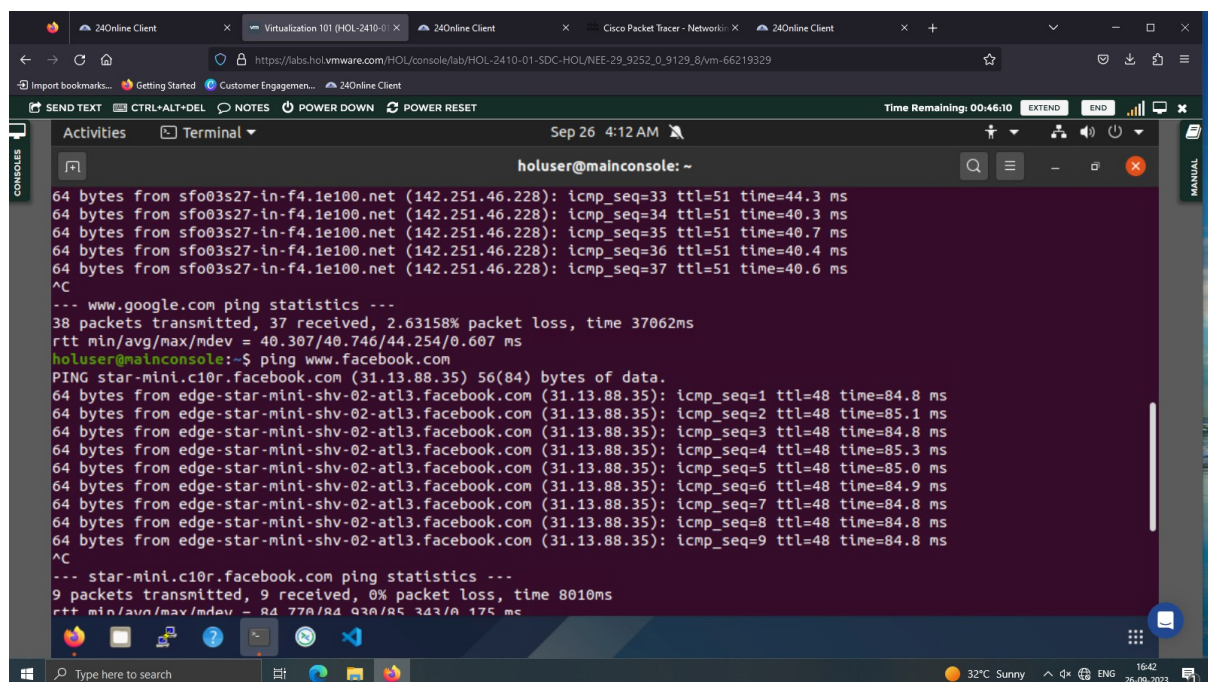 24Online Client
Virtualization 101 (HOL-2410-01
24Online Client
Cisco Packet Tracer - Networkin
24Online Client
https://labs.hol.vmware.com/HOL/console/lab/HOL-2410-01-SDC-HOL/NEE-29_9252_0_9129_8/vm-66219329
Import bookmarks... Getting Started Customer Engagemen... 24Online Client
SEND TEXT CTRL+ALT+DEL NOTES POWER DOWN POWER RESET Time Remaining: 00:46:10 EXTEND END
CONSOLES
MANUAL
Activities Terminal Sep 26 4:12 AM
holuser@mainconsole: ~
64 bytes from sfo03s27-in-f4.1e100.net (142.251.46.228): icmp_seq=33 ttl=51 time=44.3 ms
64 bytes from sfo03s27-in-f4.1e100.net (142.251.46.228): icmp_seq=34 ttl=51 time=40.3 ms
64 bytes from sfo03s27-in-f4.1e100.net (142.251.46.228): icmp_seq=35 ttl=51 time=40.7 ms
64 bytes from sfo03s27-in-f4.1e100.net (142.251.46.228): icmp_seq=36 ttl=51 time=40.4 ms
64 bytes from sfo03s27-in-f4.1e100.net (142.251.46.228): icmp_seq=37 ttl=51 time=40.6 ms
^C
--- www.google.com ping statistics ---
38 packets transmitted, 37 received, 2.63158% packet loss, time 37062ms
rtt min/avg/max/mdev = 40.307/40.746/44.254/0.607 ms
holuser@mainconsole:~$ ping www.facebook.com
PING star-mini.c10r.facebook.com (31.13.88.35) 56(84) bytes of data.
64 bytes from edge-star-mini-shv-02-atl3.facebook.com (31.13.88.35): icmp_seq=1 ttl=48 time=84.8 ms
64 bytes from edge-star-mini-shv-02-atl3.facebook.com (31.13.88.35): icmp_seq=2 ttl=48 time=85.1 ms
64 bytes from edge-star-mini-shv-02-atl3.facebook.com (31.13.88.35): icmp_seq=3 ttl=48 time=84.8 ms
64 bytes from edge-star-mini-shv-02-atl3.facebook.com (31.13.88.35): icmp_seq=4 ttl=48 time=85.3 ms
64 bytes from edge-star-mini-shv-02-atl3.facebook.com (31.13.88.35): icmp_seq=5 ttl=48 time=85.0 ms
64 bytes from edge-star-mini-shv-02-atl3.facebook.com (31.13.88.35): icmp_seq=6 ttl=48 time=84.9 ms
64 bytes from edge-star-mini-shv-02-atl3.facebook.com (31.13.88.35): icmp_seq=7 ttl=48 time=84.8 ms
64 bytes from edge-star-mini-shv-02-atl3.facebook.com (31.13.88.35): icmp_seq=8 ttl=48 time=84.8 ms
64 bytes from edge-star-mini-shv-02-atl3.facebook.com (31.13.88.35): icmp_seq=9 ttl=48 time=84.8 ms
^C
--- star-mini.c10r.facebook.com ping statistics ---
9 packets transmitted, 9 received, 0% packet loss, time 8010ms
rtt min/avg/max/mdev = 84.770/84.930/85.343/0.175 ms
Type here to search
32°C Sunny
ENG
16:42
26-09-2023